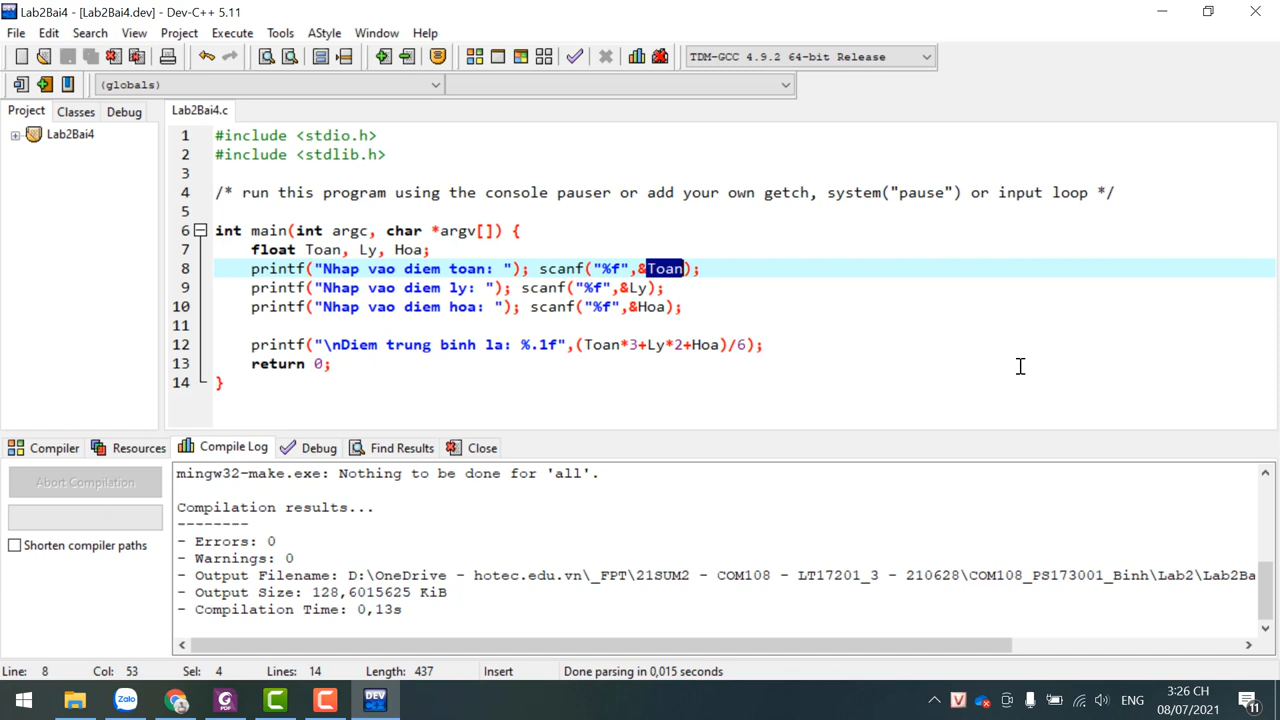 Lab2Bai4 - [Lab2Bai4.dev] - Dev-C++ 5.11
File Edit Search View Project Execute Tools AStyle Window Help
TDM-GCC 4.9.2 64-bit Release
(globals)
Project Classes Debug
Lab2Bai4.c
Lab2Bai4
1 #include <stdio.h>
2 #include <stdlib.h>
3
4 /* run this program using the console pauser or add your own getch, system("pause") or input loop */
5
6 int main(int argc, char *argv[]) {
7 float Toan, Ly, Hoa;
8 printf("Nhap vao diem toan: "); scanf("%f",&Toan);
9 printf("Nhap vao diem ly: "); scanf("%f",&Ly);
10 printf("Nhap vao diem hoa: "); scanf("%f",&Hoa);
11
12 printf("\nDiem trung binh la: %.1f",(Toan*3+Ly*2+Hoa)/6);
13 return 0;
14 }
Compiler Resources Compile Log Debug Find Results Close
Abort Compilation
Shorten compiler paths
mingw32-make.exe: Nothing to be done for 'all'.
Compilation results...
--------
- Errors: 0
- Warnings: 0
- Output Filename: D:\OneDrive - hotec.edu.vn\_FPT\21SUM2 - COM108 - LT17201_3 - 210628\COM108_PS173001_Binh\Lab2\Lab2Ba
- Output Size: 128,6015625 KiB
- Compilation Time: 0,13s
Line: 8 Col: 53 Sel: 4 Lines: 14 Length: 437 Insert Done parsing in 0,015 seconds
Zalo
PDF
DEV
ENG
3:26 CH
08/07/2021
11